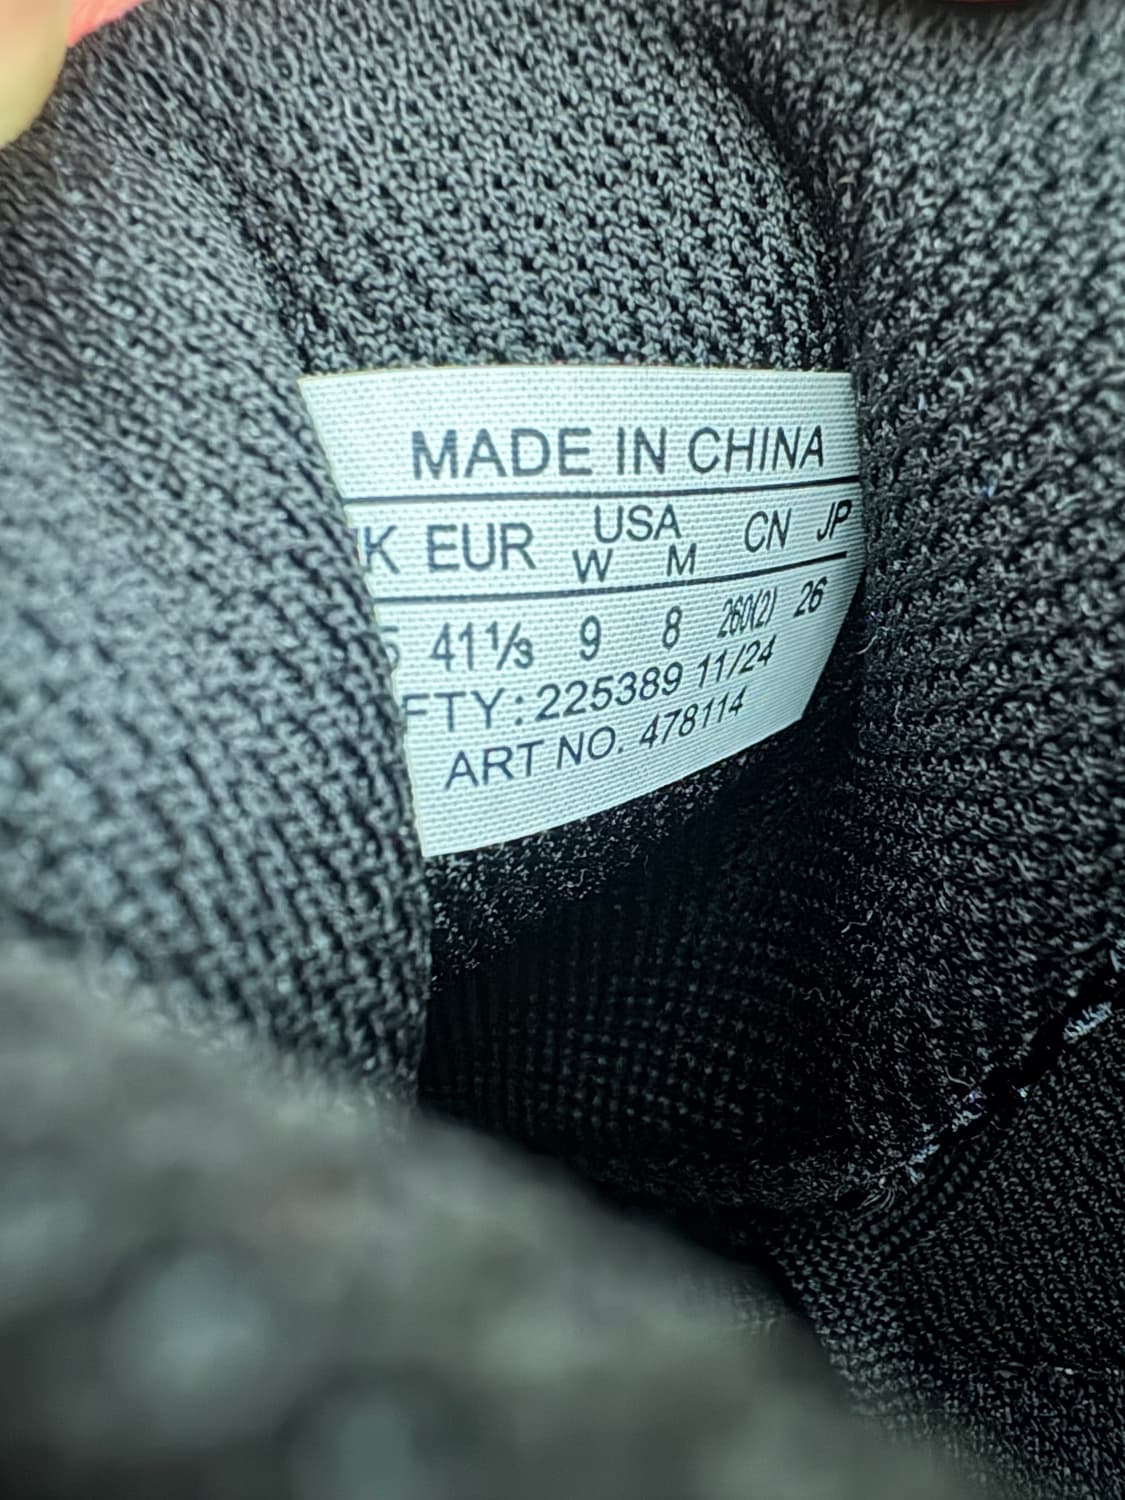 MADE IN CHINA
K EUR USA CN JP
W M
41⅓ 9 8 260(2) 26
FTY: 225389 11/24
ART NO. 478114